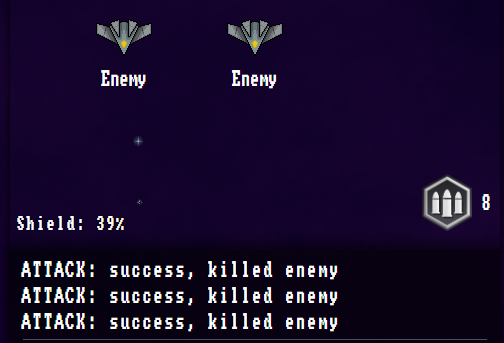 Enemy Enemy
8
Shield: 39%
ATTACK: success, killed enemy
ATTACK: success, killed enemy
ATTACK: success, killed enemy